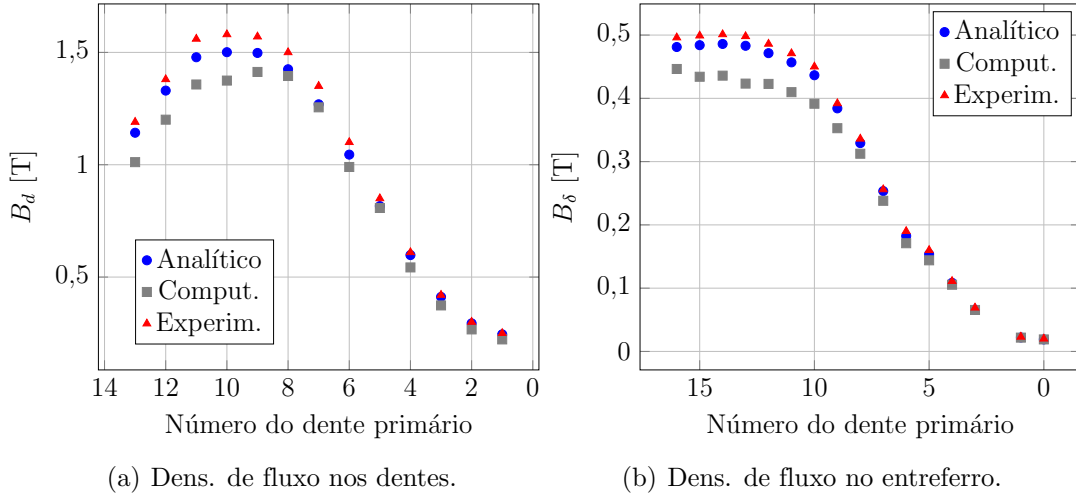 1,5
1
0,5
B_d [T]
14 12 10 8 6 4 2 0
Número do dente primário
Analítico
Comput.
Experim.
(a) Dens. de fluxo nos dentes.
0,5
0,4
0,3
0,2
0,1
0
B_δ [T]
15 10 5 0
Número do dente primário
Analítico
Comput.
Experim.
(b) Dens. de fluxo no entreferro.